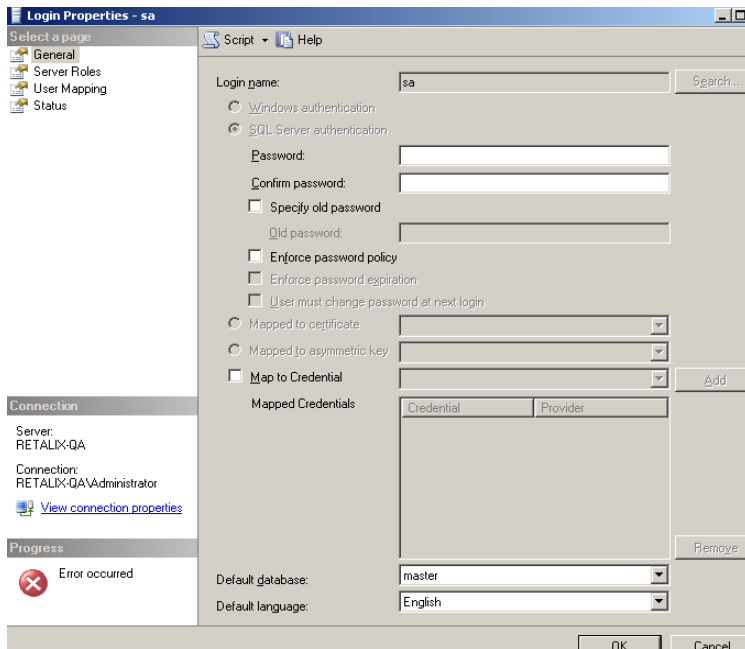 Login Properties - sa
Select a page
General
Server Roles
User Mapping
Status
Script
Help
Login name:
sa
Search...
Windows authentication
SQL Server authentication
Password:
Confirm password:
Specify old password
Old password:
Enforce password policy
Enforce password expiration
User must change password at next login
Mapped to certificate
Mapped to asymmetric key
Map to Credential
Add
Mapped Credentials
Credential
Provider
Remove
Default database:
master
Default language:
English
Connection
Server:
RETALIX-QA
Connection:
RETALIX-QA\Administrator
View connection properties
Progress
Error occurred
OK
Cancel